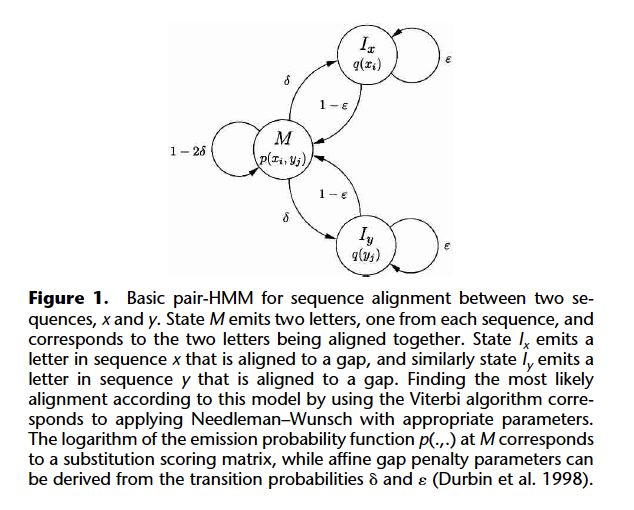 I_x
q(x_i)
ε
δ
1 − ε
M
1 − 2δ
p(x_i, y_j)
1 − ε
δ
I_y
ε
q(y_j)
Figure 1. Basic pair-HMM for sequence alignment between two se-
quences, x and y. State M emits two letters, one from each sequence, and
corresponds to the two letters being aligned together. State I_x emits a
letter in sequence x that is aligned to a gap, and similarly state I_y emits a
letter in sequence y that is aligned to a gap. Finding the most likely
alignment according to this model by using the Viterbi algorithm corre-
sponds to applying Needleman–Wunsch with appropriate parameters.
The logarithm of the emission probability function p(.,.) at M corresponds
to a substitution scoring matrix, while affine gap penalty parameters can
be derived from the transition probabilities δ and ε (Durbin et al. 1998).